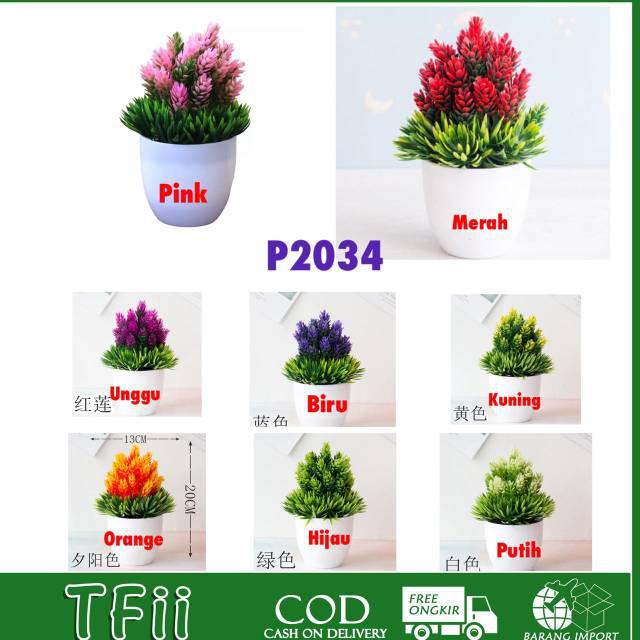 Pink
Merah
P2034
红莲
Unggu
蓝色
Biru
黄色
Kuning
13CM
20CM
夕阳色
Orange
绿色
Hijau
白色
Putih
TFii
COD
CASH ON DELIVERY
FREE
ONGKIR
BARANG IMPORT